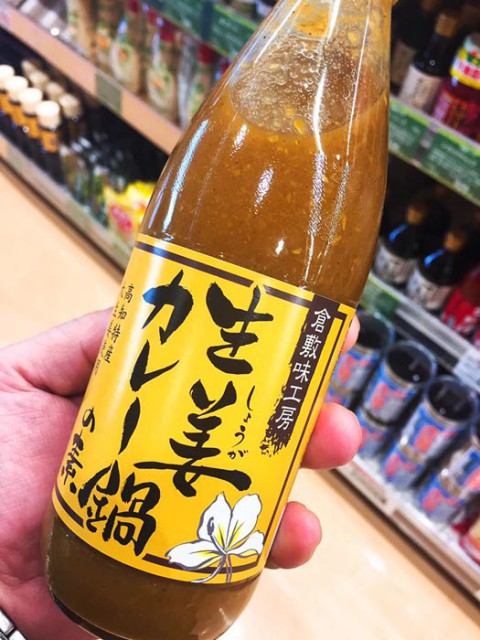 倉敷味工房
生姜
しょうが
カレー鍋
の素
高知特産